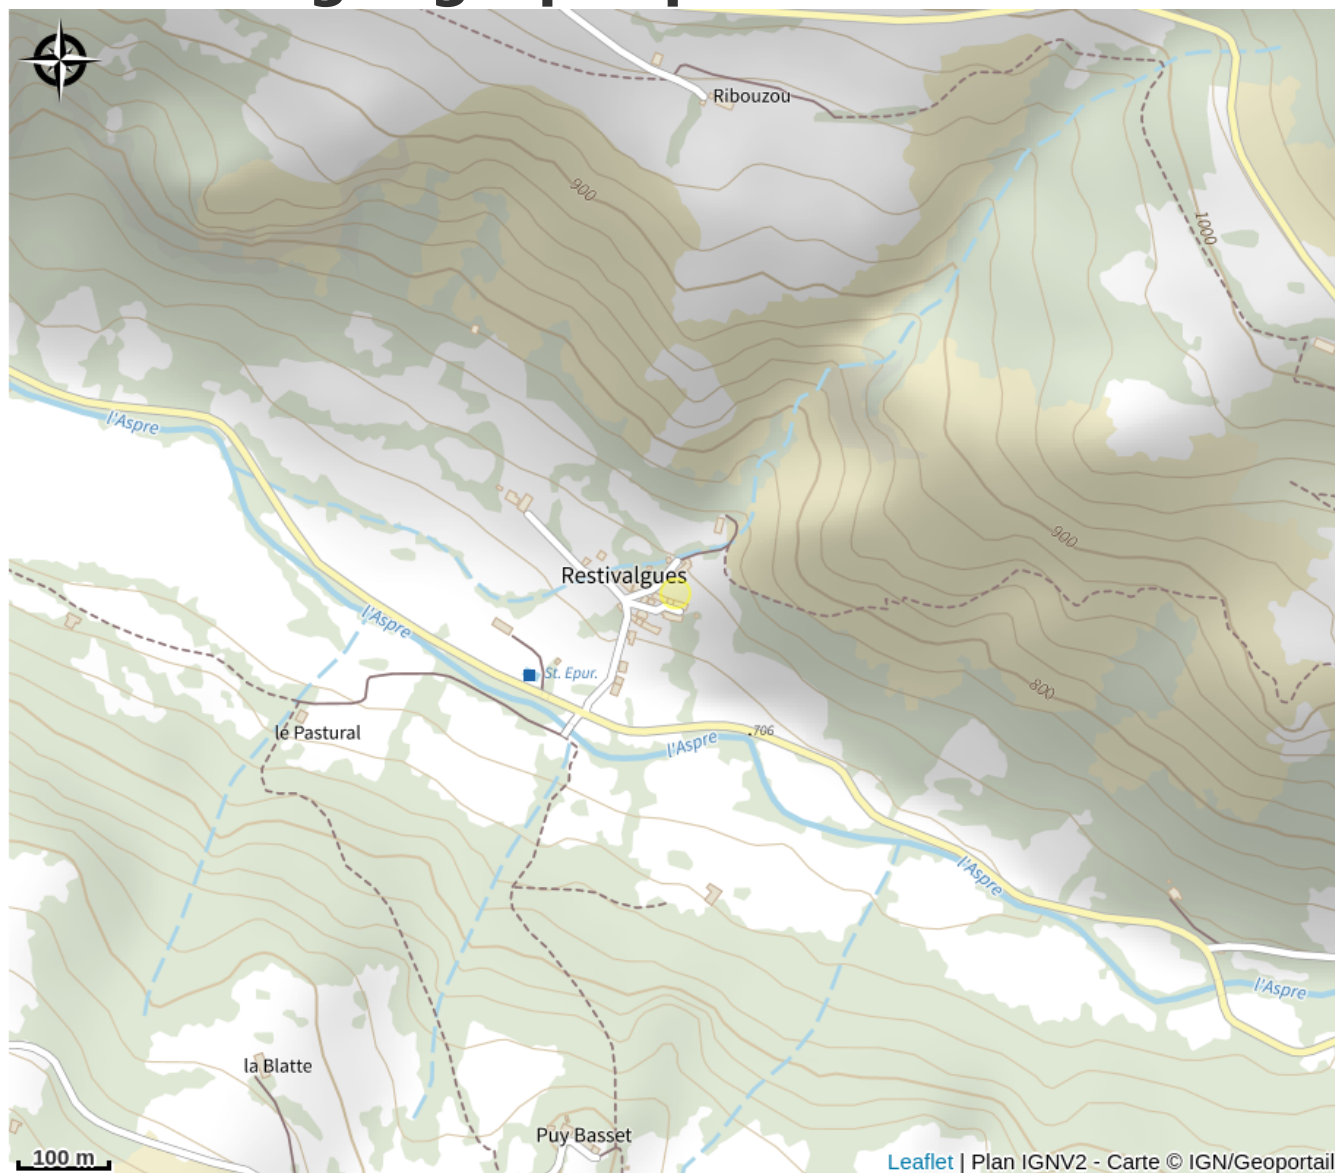 Ribouzou
900
1000
l'Aspre
900
Restivalgues
l'Aspre
St. Epur.
800
le Pastural
l'Aspre
706
l'Aspre
l'Aspre
la Blatte
Puy Basset
100 m
Leaflet | Plan IGNV2 - Carte © IGN/Geoportail